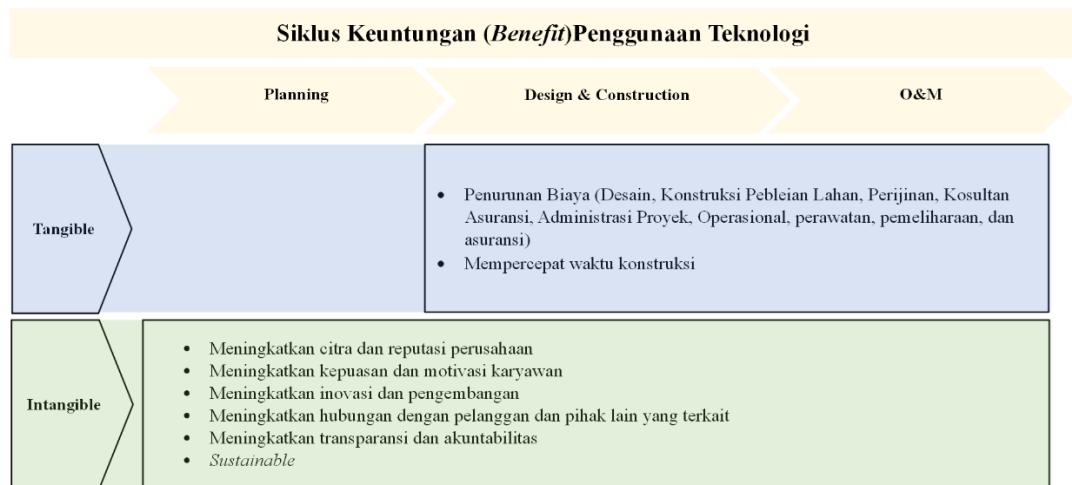 Siklus Keuntungan (Benefit)Penggunaan Teknologi
Planning
Design & Construction
O&M
Tangible
• Penurunan Biaya (Desain, Konstruksi Pebleian Lahan, Perijinan, Kosultan
Asuransi, Administrasi Proyek, Operasional, perawatan, pemeliharaan, dan
asuransi)
• Mempercepat waktu konstruksi
Intangible
• Meningkatkan citra dan reputasi perusahaan
• Meningkatkan kepuasan dan motivasi karyawan
• Meningkatkan inovasi dan pengembangan
• Meningkatkan hubungan dengan pelanggan dan pihak lain yang terkait
• Meningkatkan transparansi dan akuntabilitas
• Sustainable